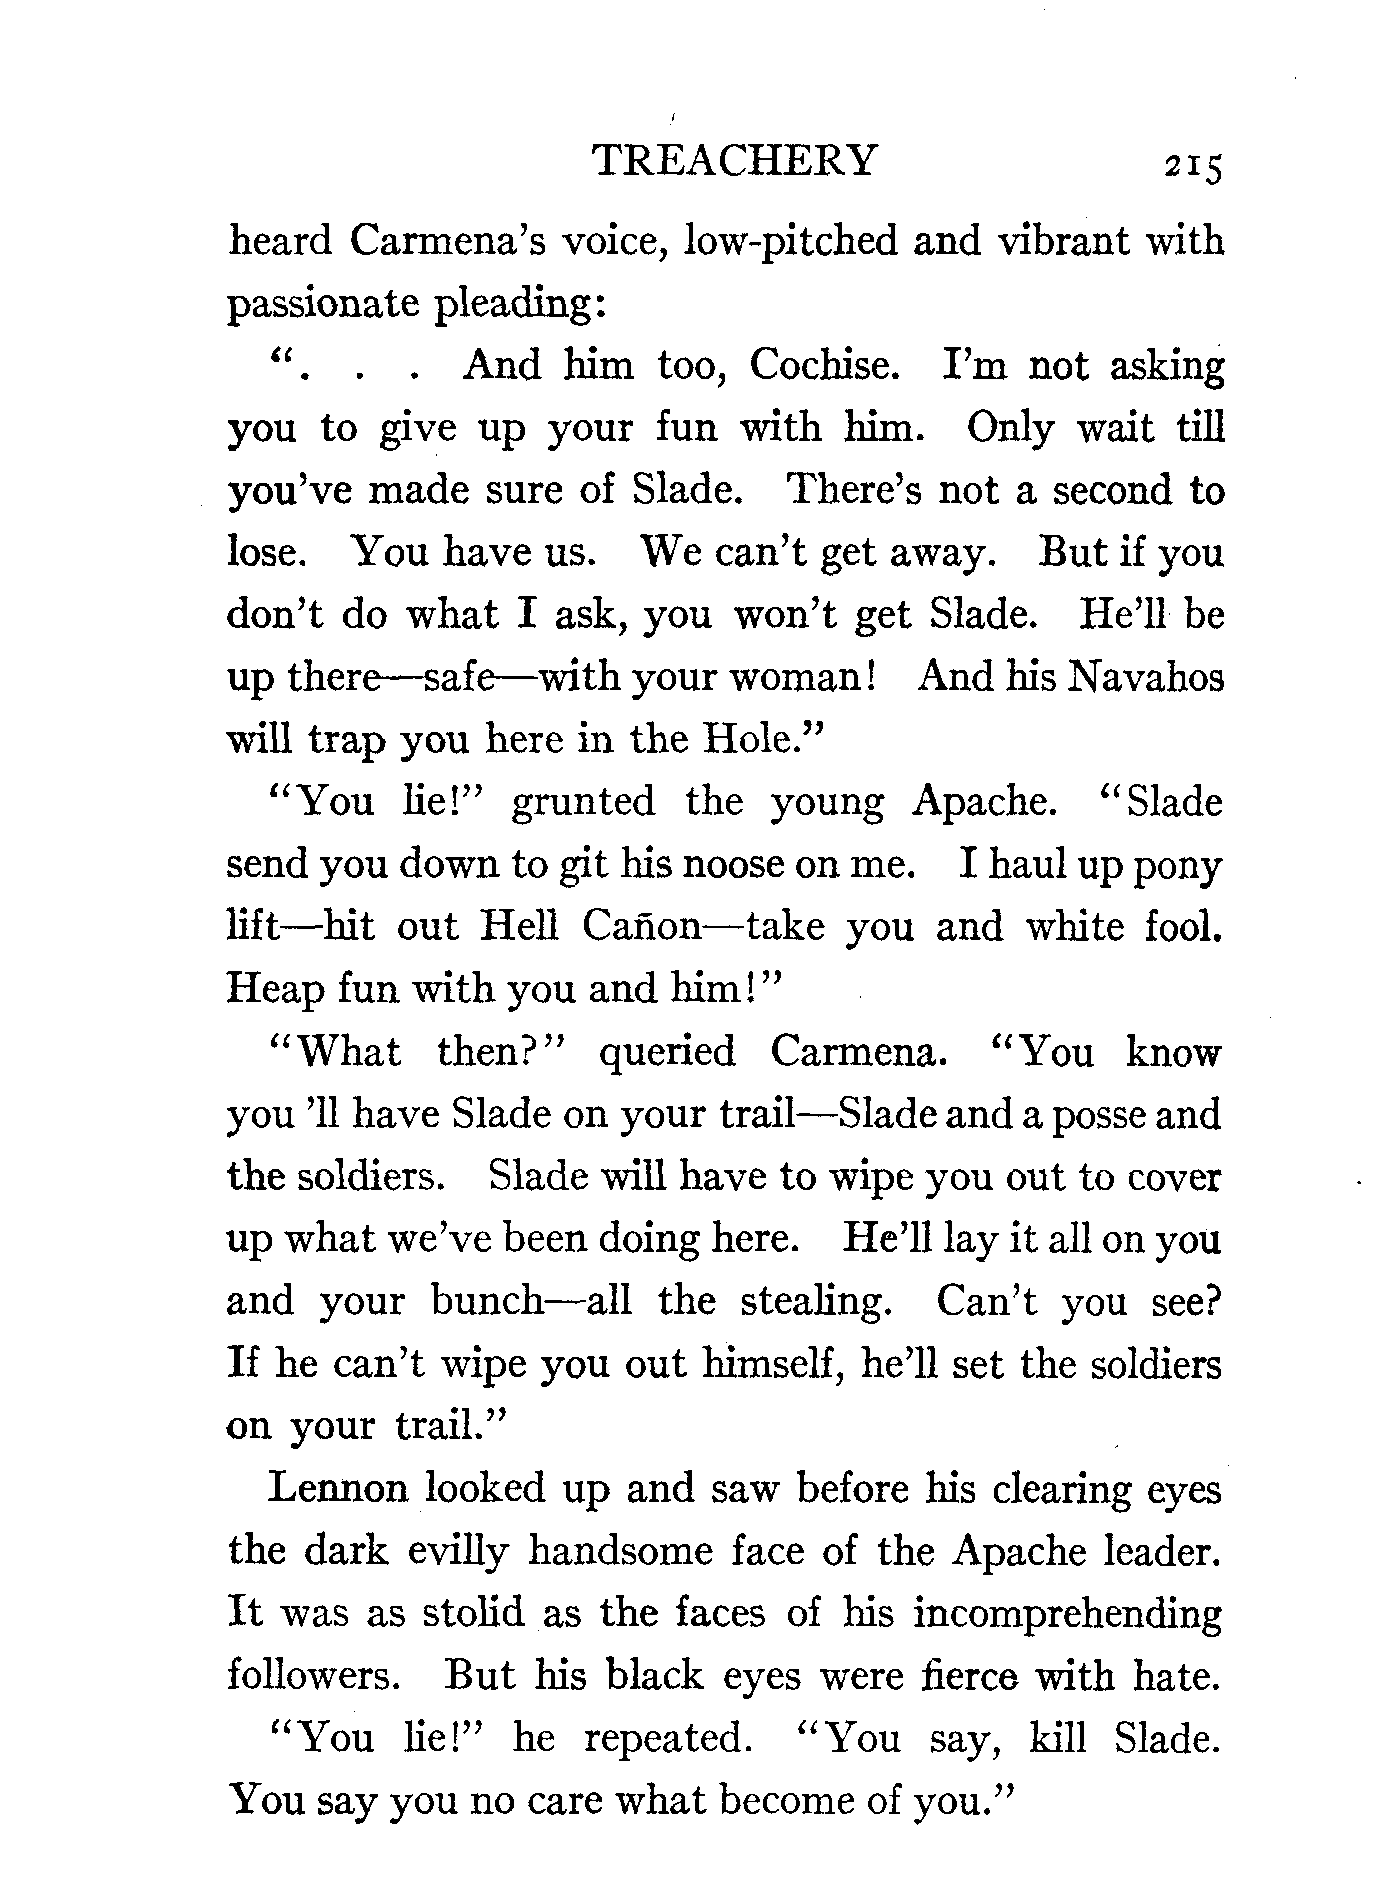 TREACHERY 215
heard Carmena's voice, low-pitched and vibrant with
passionate pleading:
". . . And him too, Cochise. I'm not asking
you to give up your fun with him. Only wait till
you've made sure of Slade. There's not a second to
lose. You have us. We can't get away. But if you
don't do what I ask, you won't get Slade. He'll be
up there—safe—with your woman! And his Navahos
will trap you here in the Hole."
"You lie!" grunted the young Apache. "Slade
send you down to git his noose on me. I haul up pony
lift—hit out Hell Cañon—take you and white fool.
Heap fun with you and him!"
"What then?" queried Carmena. "You know
you 'll have Slade on your trail—Slade and a posse and
the soldiers. Slade will have to wipe you out to cover
up what we've been doing here. He'll lay it all on you
and your bunch—all the stealing. Can't you see?
If he can't wipe you out himself, he'll set the soldiers
on your trail."
Lennon looked up and saw before his clearing eyes
the dark evilly handsome face of the Apache leader.
It was as stolid as the faces of his incomprehending
followers. But his black eyes were fierce with hate.
"You lie!" he repeated. "You say, kill Slade.
You say you no care what become of you."